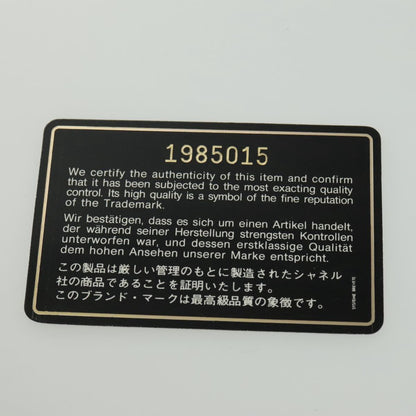 1985015
We certify the authenticity of this item and confirm
that it has been subjected to the most exacting quality
control. Its high quality is a symbol of the fine reputation
of the Trademark.
Wir bestätigen, dass es sich um einen Artikel handelt,
der während seiner Herstellung strengsten Kontrollen
unterworfen war, und dessen erstklassige Qualität
dem hohen Ansehen unserer Marke entspricht.
この製品は厳しい管理のもとに製造されたシャネル
社の商品であることを証明いたします。
このブランド・マークは最高級品質の象徴です。